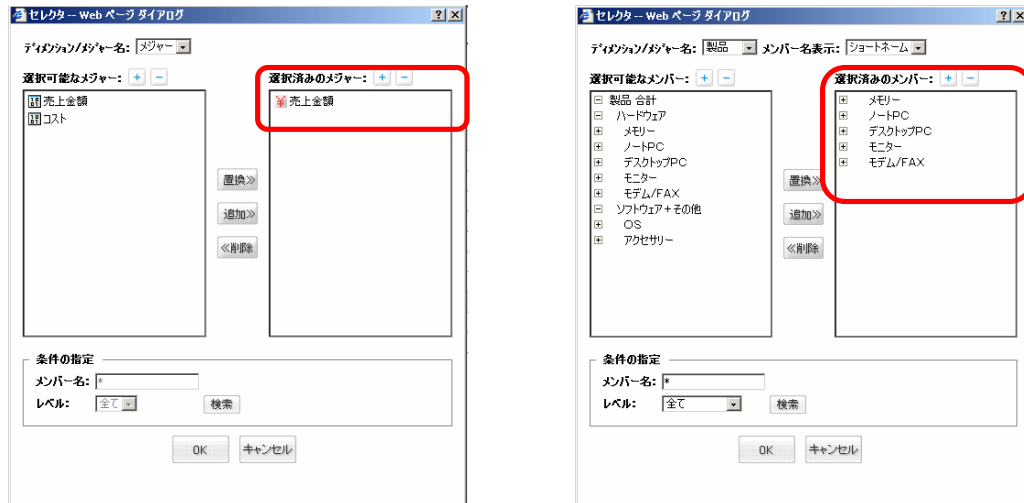 セレクタ -- Web ページ ダイアログ
ディメンション/メジャー名: メジャー
選択可能なメジャー: + -
売上金額
コスト
選択済みのメジャー: + -
売上金額
置換≫
追加≫
≪削除
条件の指定
メンバー名: *
レベル: 全て 検索
OK キャンセル
セレクタ -- Web ページ ダイアログ
ディメンション/メジャー名: 製品 メンバー名表示: ショートネーム
選択可能なメンバー: + -
製品 合計
ハードウェア
メモリー
ノートPC
デスクトップPC
モニター
モデム/FAX
ソフトウェア+その他
OS
アクセサリー
選択済みのメンバー: + -
メモリー
ノートPC
デスクトップPC
モニター
モデム/FAX
置換≫
追加≫
≪削除
条件の指定
メンバー名: *
レベル: 全て 検索
OK キャンセル